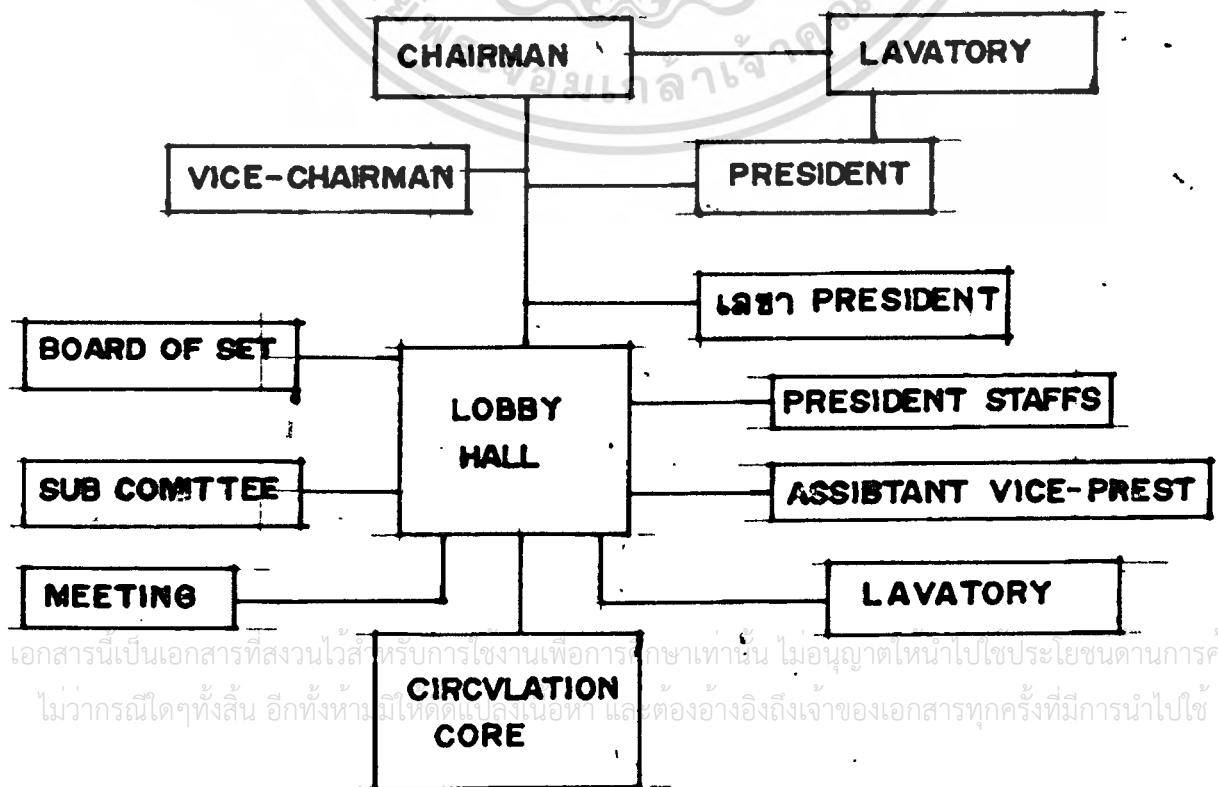 CHAIRMAN
LAVATORY
VICE-CHAIRMAN
PRESIDENT
เลขา PRESIDENT
BOARD OF SET
LOBBY
HALL
PRESIDENT STAFFS
SUB COMITTEE
ASSIBTANT VICE-PREST
MEETING
LAVATORY
เอกสารนี้เป็นเอกสารที่สงวนไว้สำหรับการใช้งานเพื่อการศึกษาเท่านั้น ไม่อนุญาตให้นำไปใช้ประโยชน์ด้านการค้
ไม่ว่ากรณีใดๆทั้งสิ้น อีกทั้งห้ามมิให้ดัดแปลงเนื้อหา และต้องอ้างอิงถึงเจ้าของเอกสารทุกครั้งที่มีการนำไปใช้
CIRCVLATION
CORE